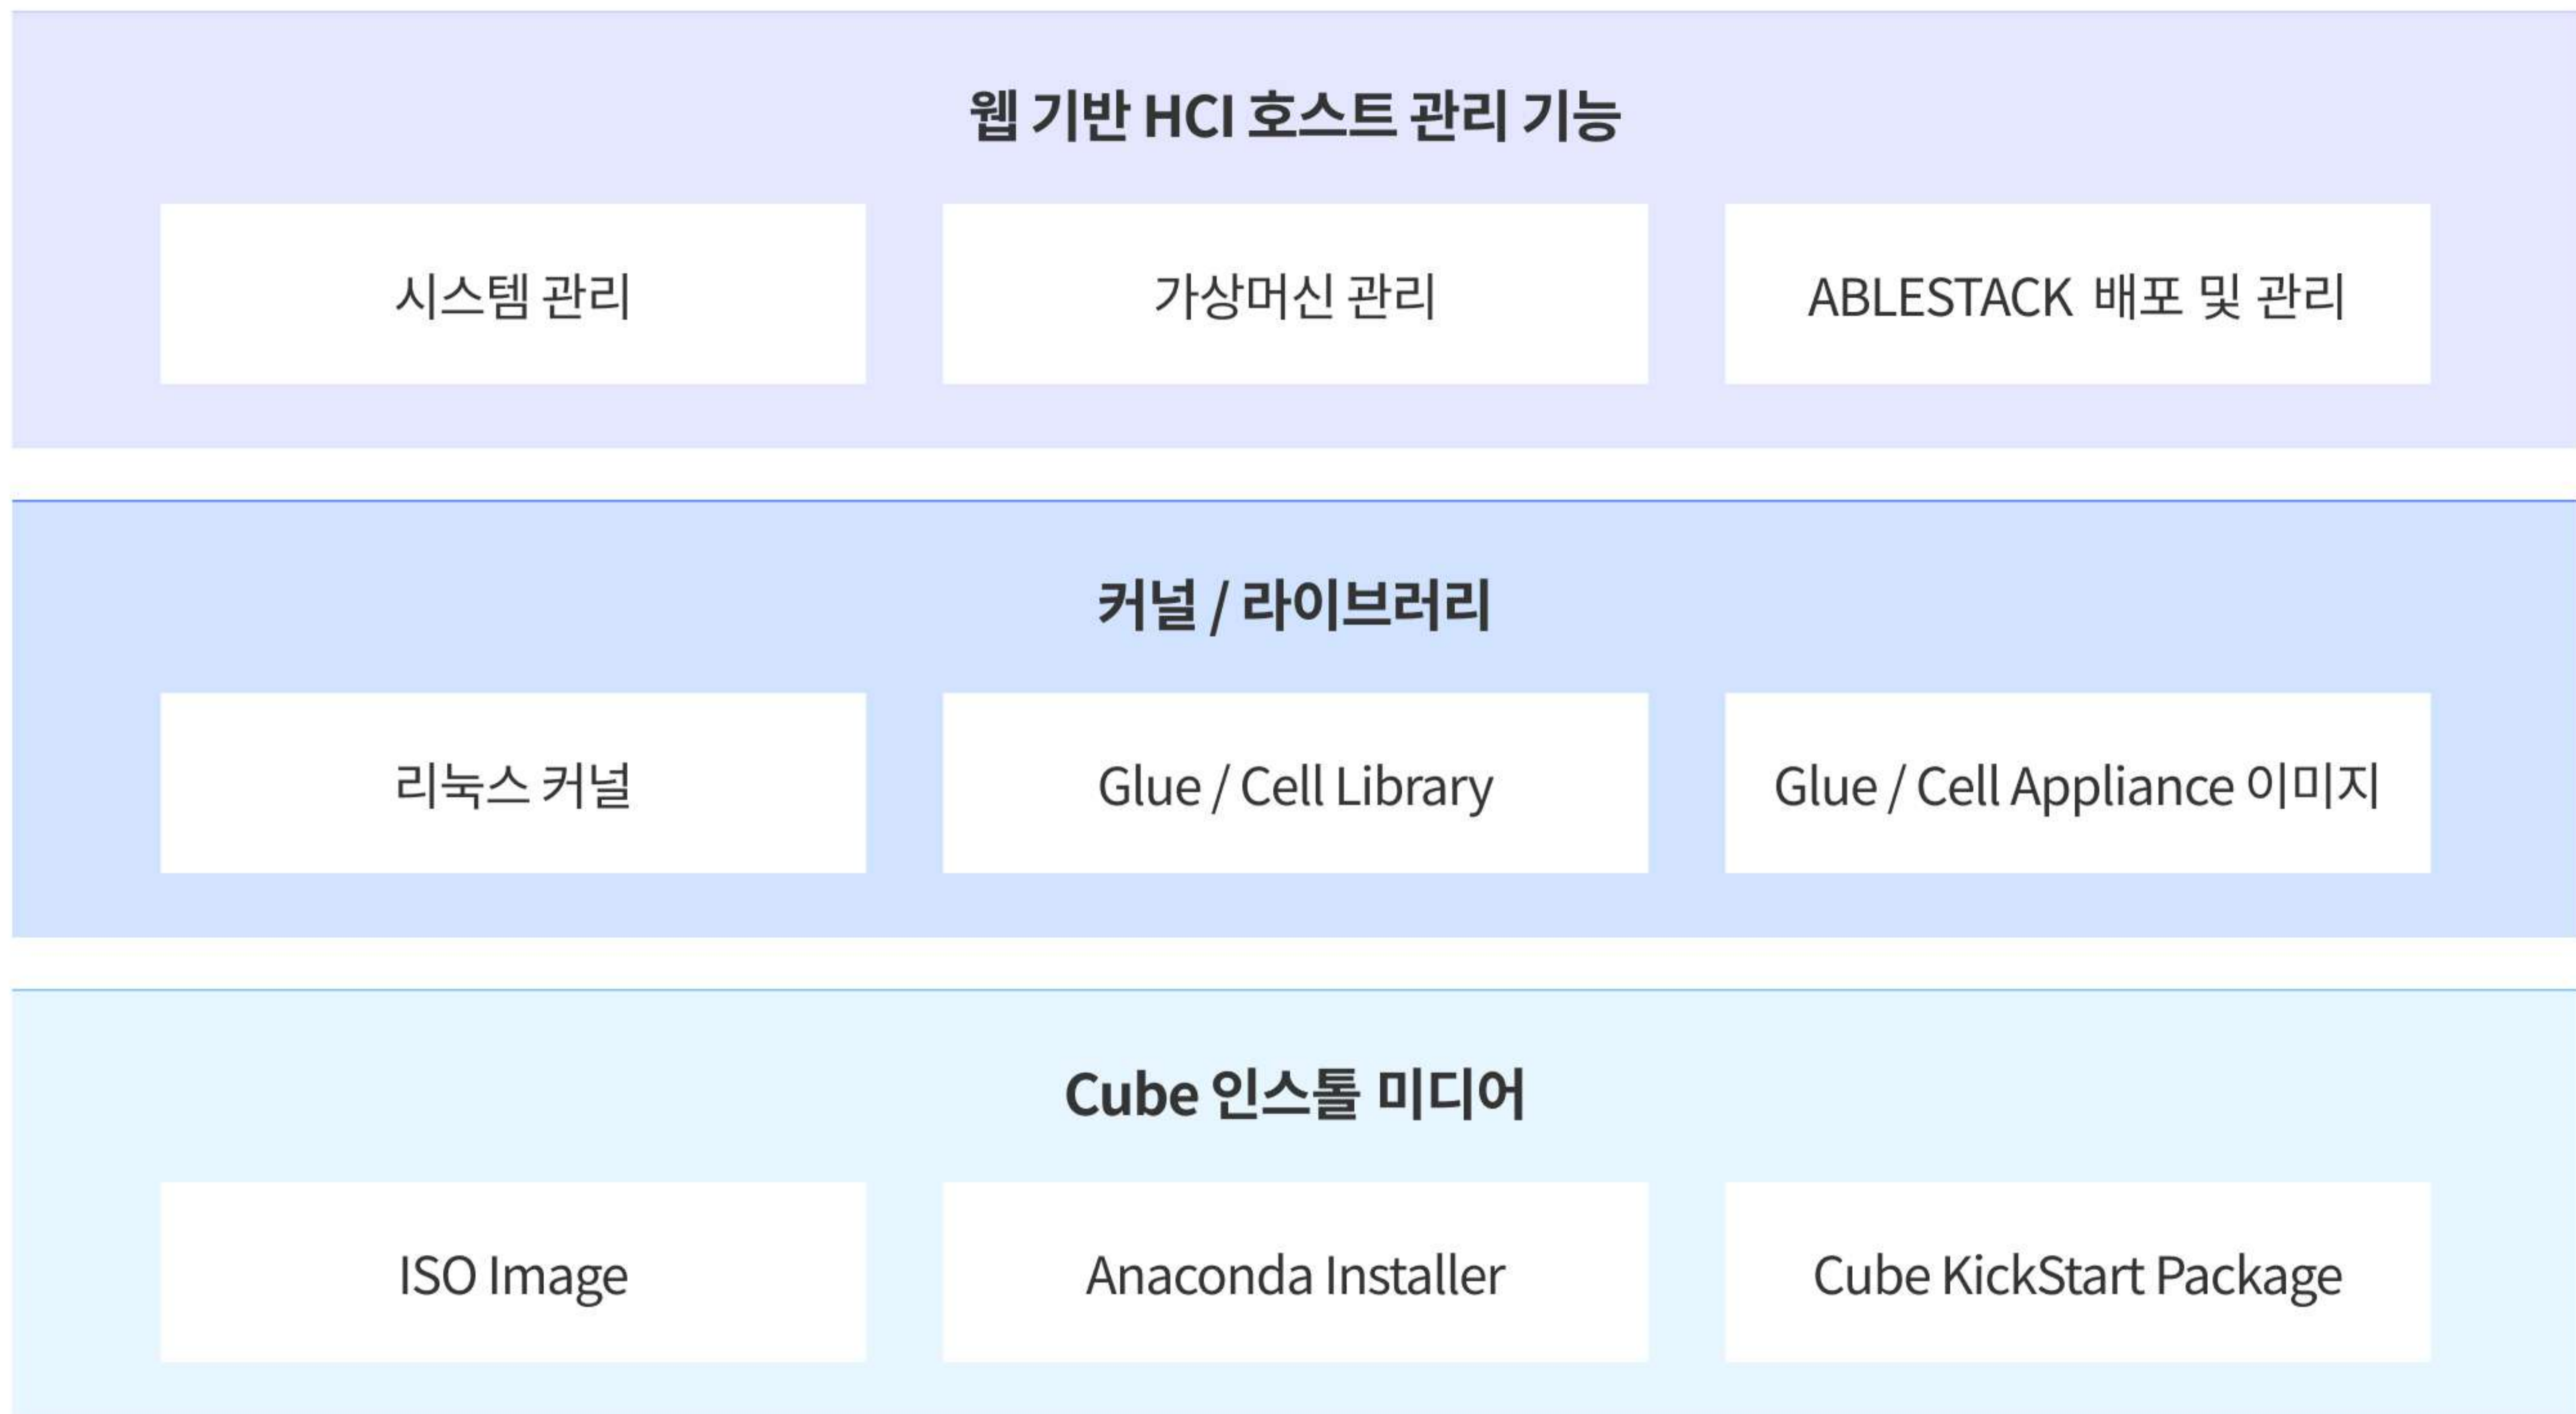 웹 기반 HCI 호스트 관리 기능
시스템 관리
가상머신 관리
ABLESTACK 배포 및 관리
커널 / 라이브러리
리눅스 커널
Glue / Cell Library
Glue / Cell Appliance 이미지
Cube 인스톨 미디어
ISO Image
Anaconda Installer
Cube KickStart Package